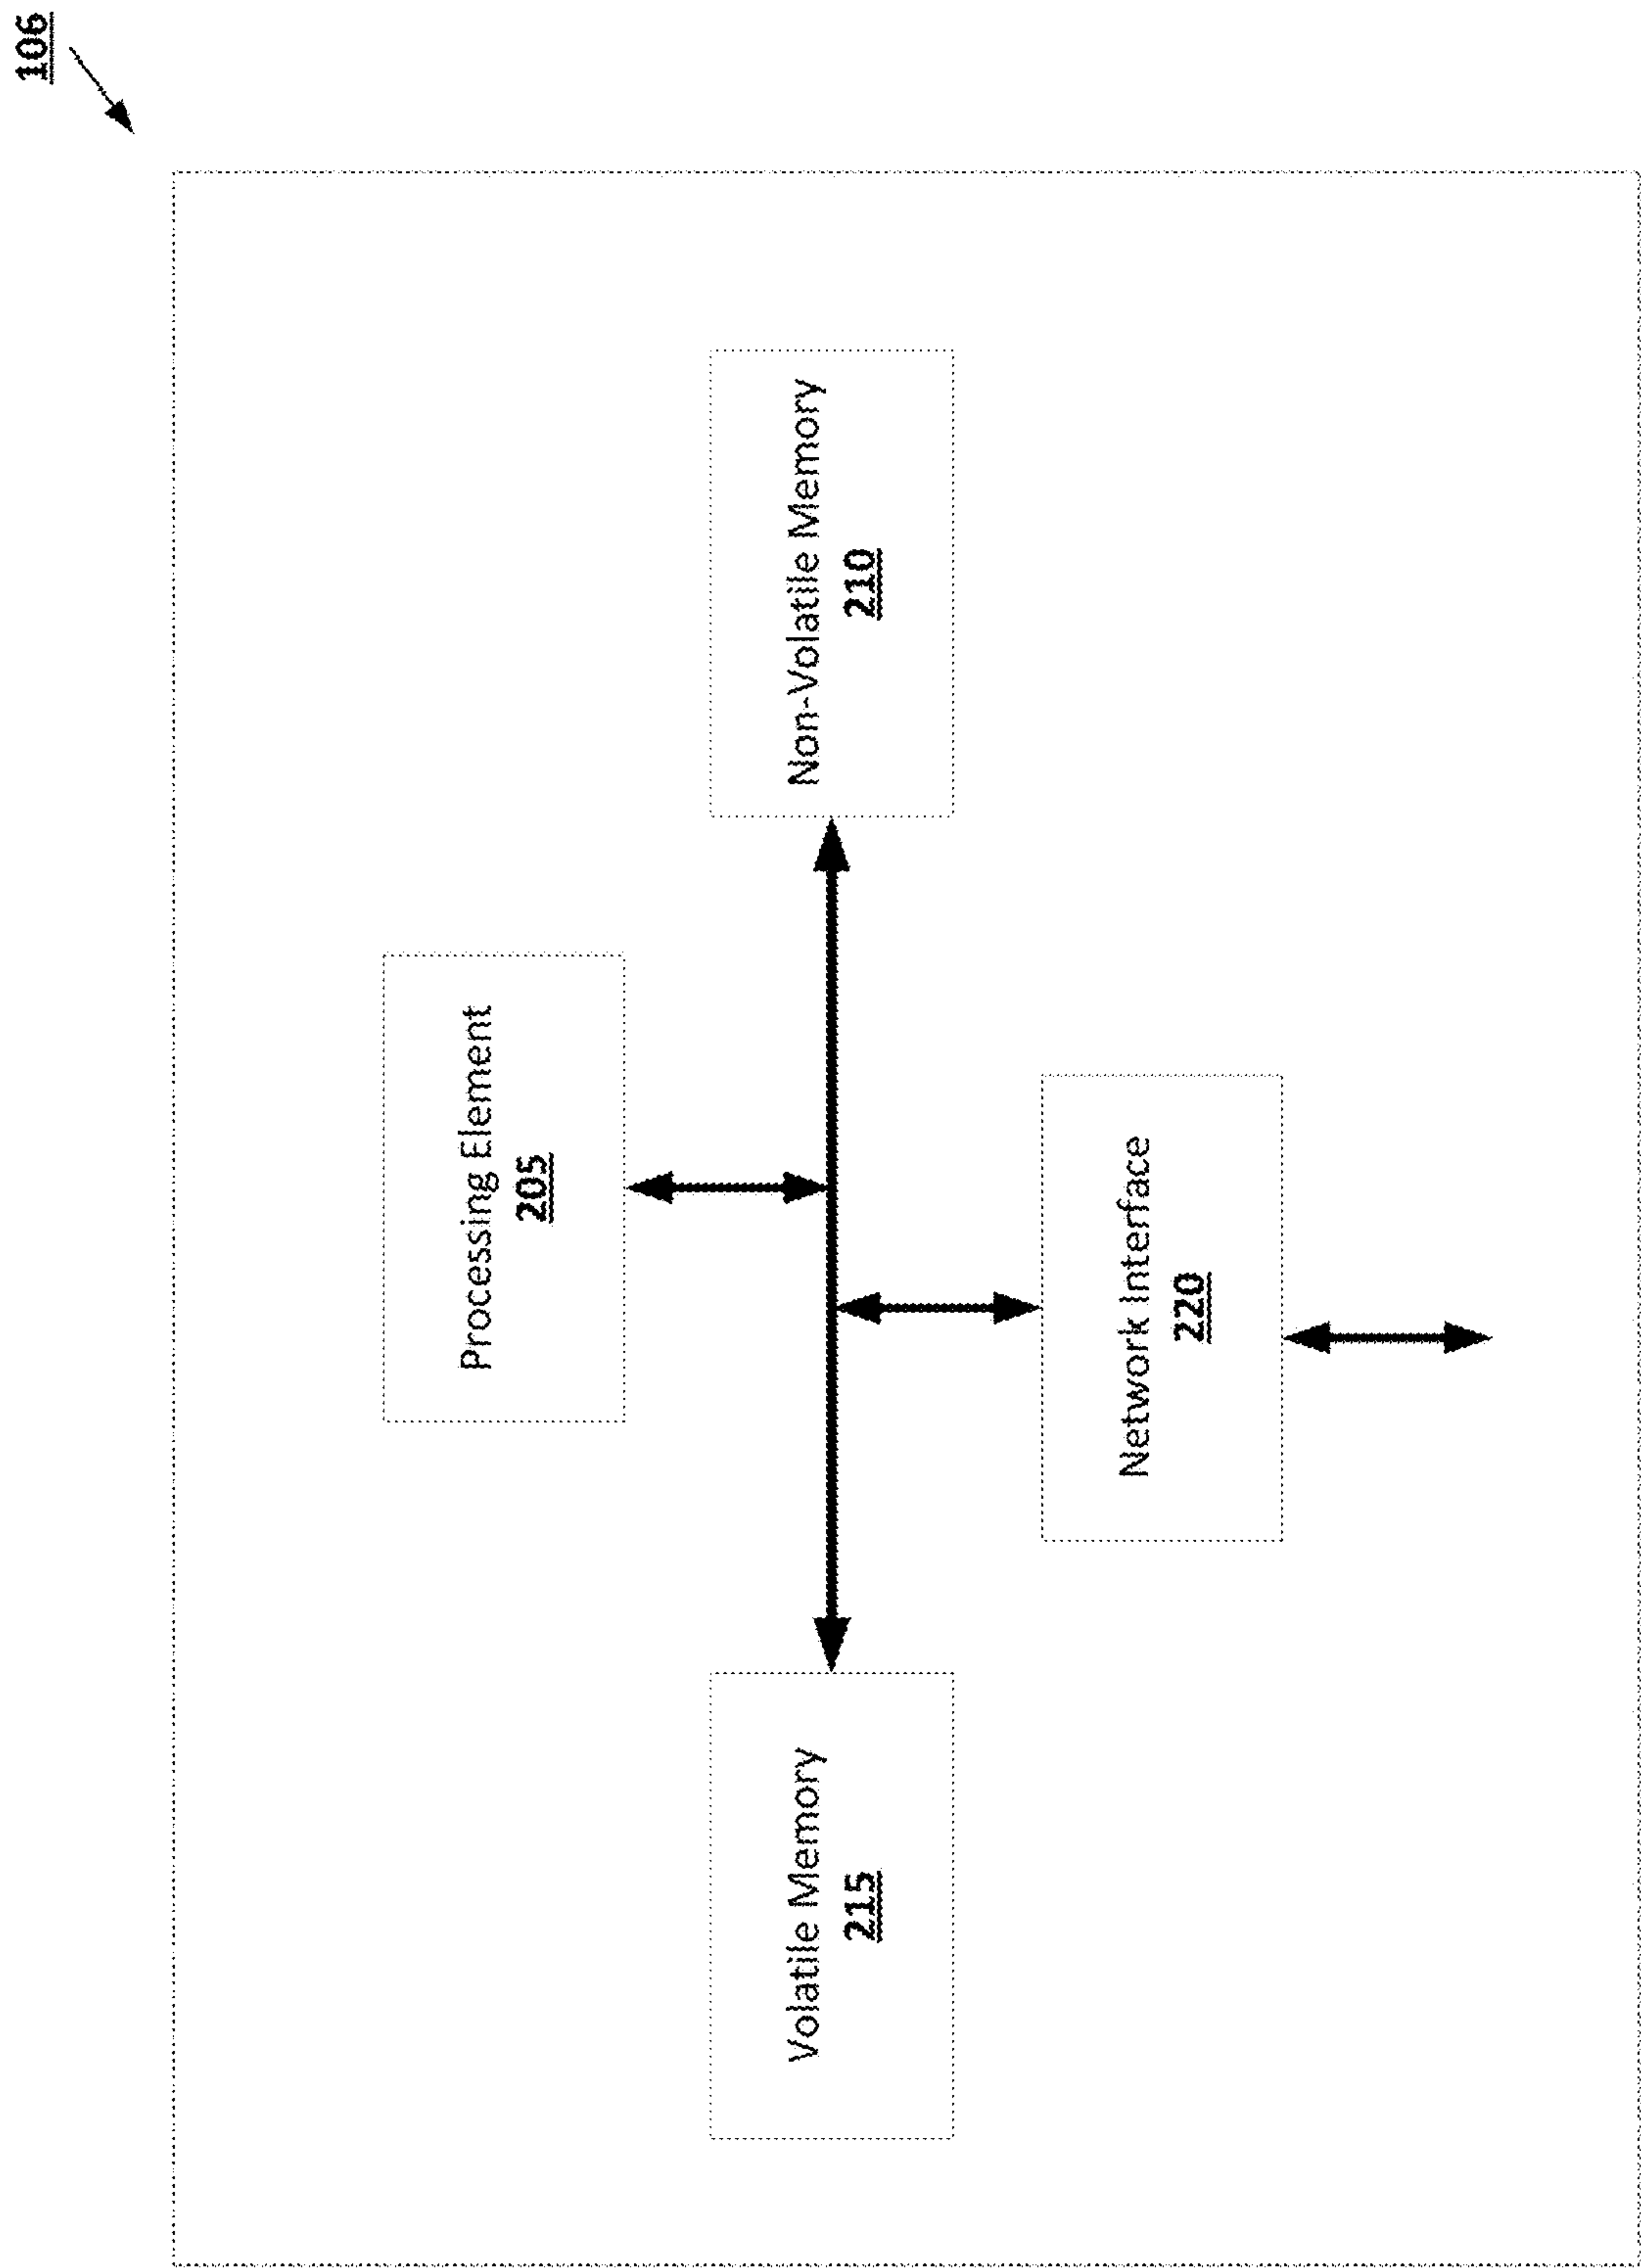 106
Processing Element
205
Volatile Memory
215
Non-Volatile Memory
210
Network Interface
220